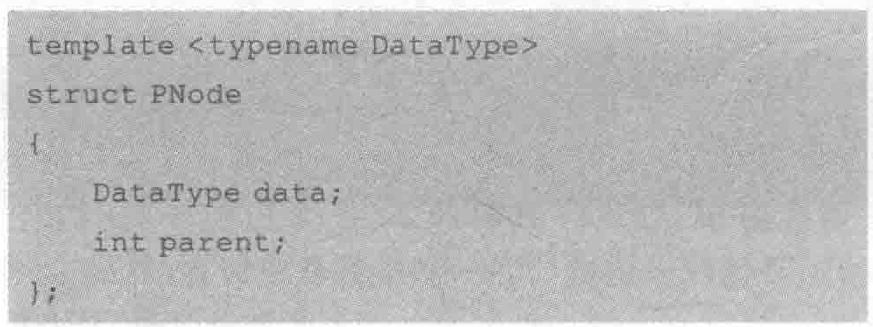 template <typename DataType>
struct PNode
{
    DataType data;
    int parent;
};